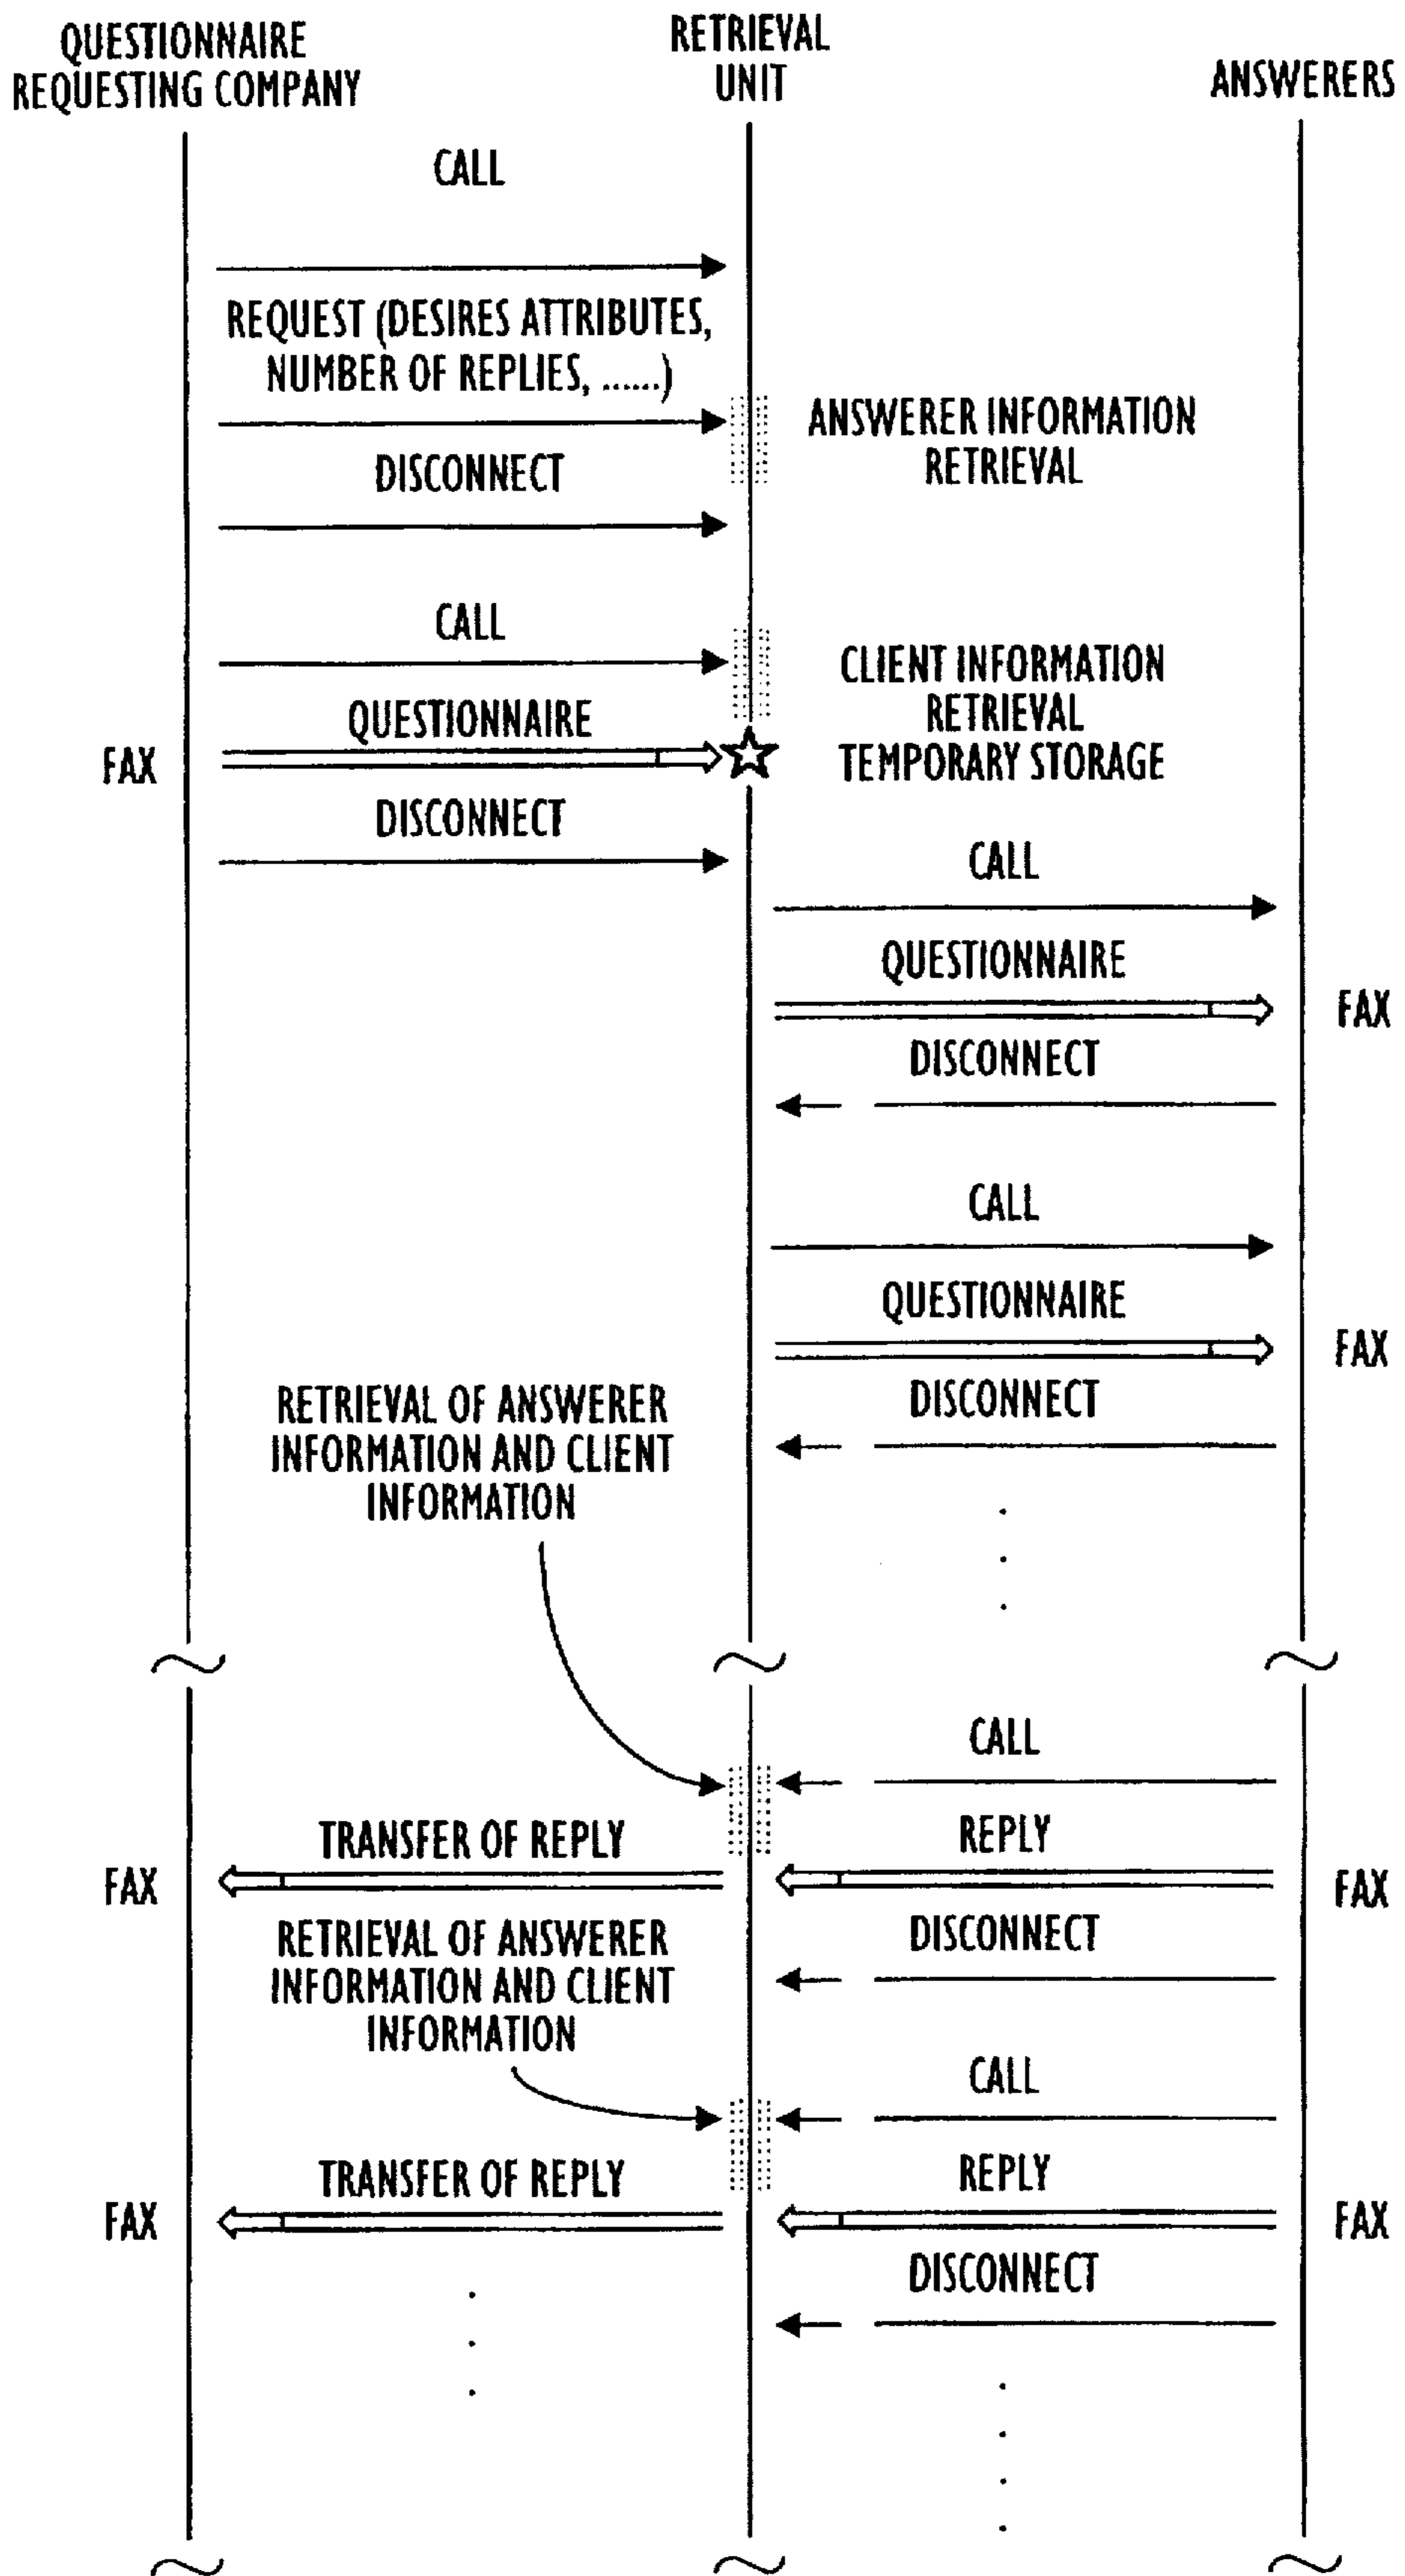 QUESTIONNAIRE
REQUESTING COMPANY
RETRIEVAL
UNIT
ANSWERERS
CALL
REQUEST (DESIRES ATTRIBUTES,
NUMBER OF REPLIES, ......)
ANSWERER INFORMATION
RETRIEVAL
DISCONNECT
CALL
CLIENT INFORMATION
RETRIEVAL
TEMPORARY STORAGE
QUESTIONNAIRE
FAX
DISCONNECT
CALL
QUESTIONNAIRE
FAX
DISCONNECT
CALL
QUESTIONNAIRE
FAX
DISCONNECT
RETRIEVAL OF ANSWERER
INFORMATION AND CLIENT
INFORMATION
CALL
TRANSFER OF REPLY
REPLY
FAX
FAX
RETRIEVAL OF ANSWERER
INFORMATION AND CLIENT
INFORMATION
DISCONNECT
CALL
TRANSFER OF REPLY
REPLY
FAX
FAX
DISCONNECT